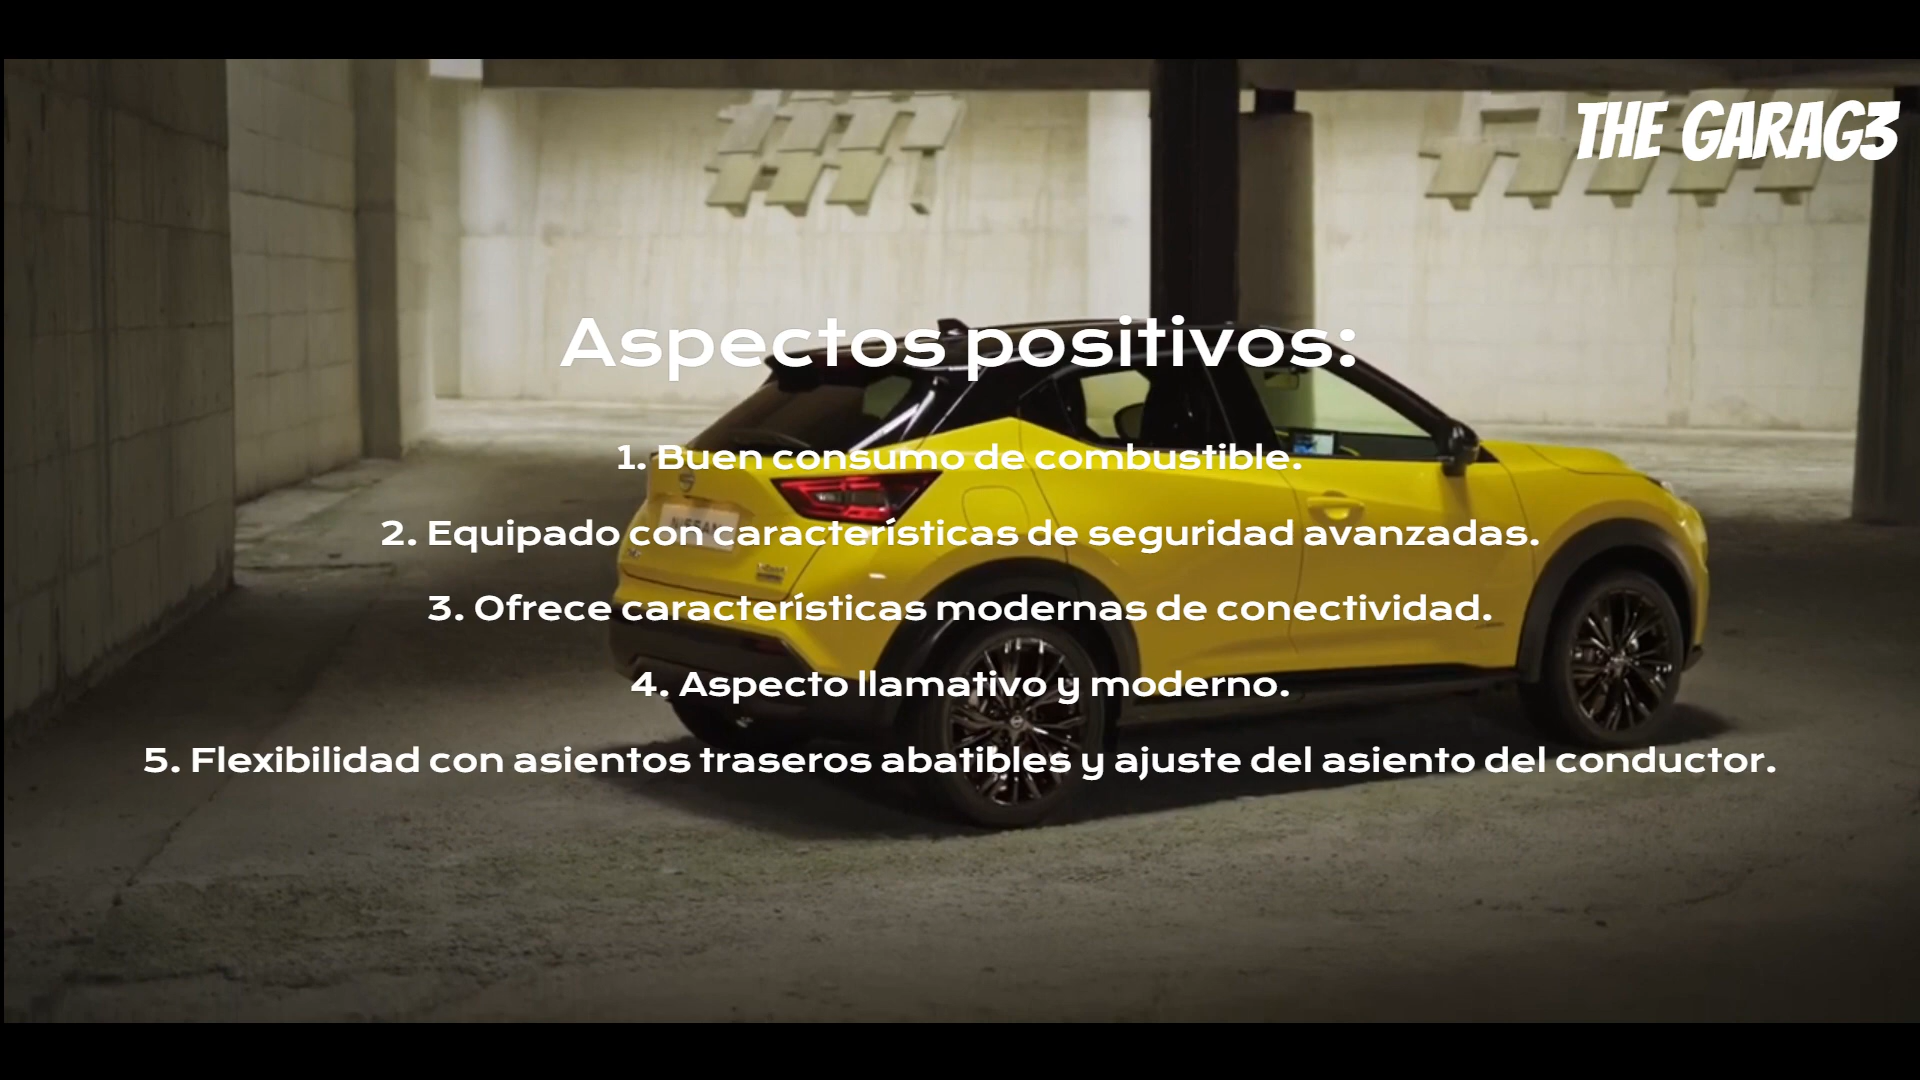 THE GARAG3
Aspectos positivos:
1. Buen consumo de combustible.
2. Equipado con características de seguridad avanzadas.
3. Ofrece características modernas de conectividad.
4. Aspecto llamativo y moderno.
5. Flexibilidad con asientos traseros abatibles y ajuste del asiento del conductor.